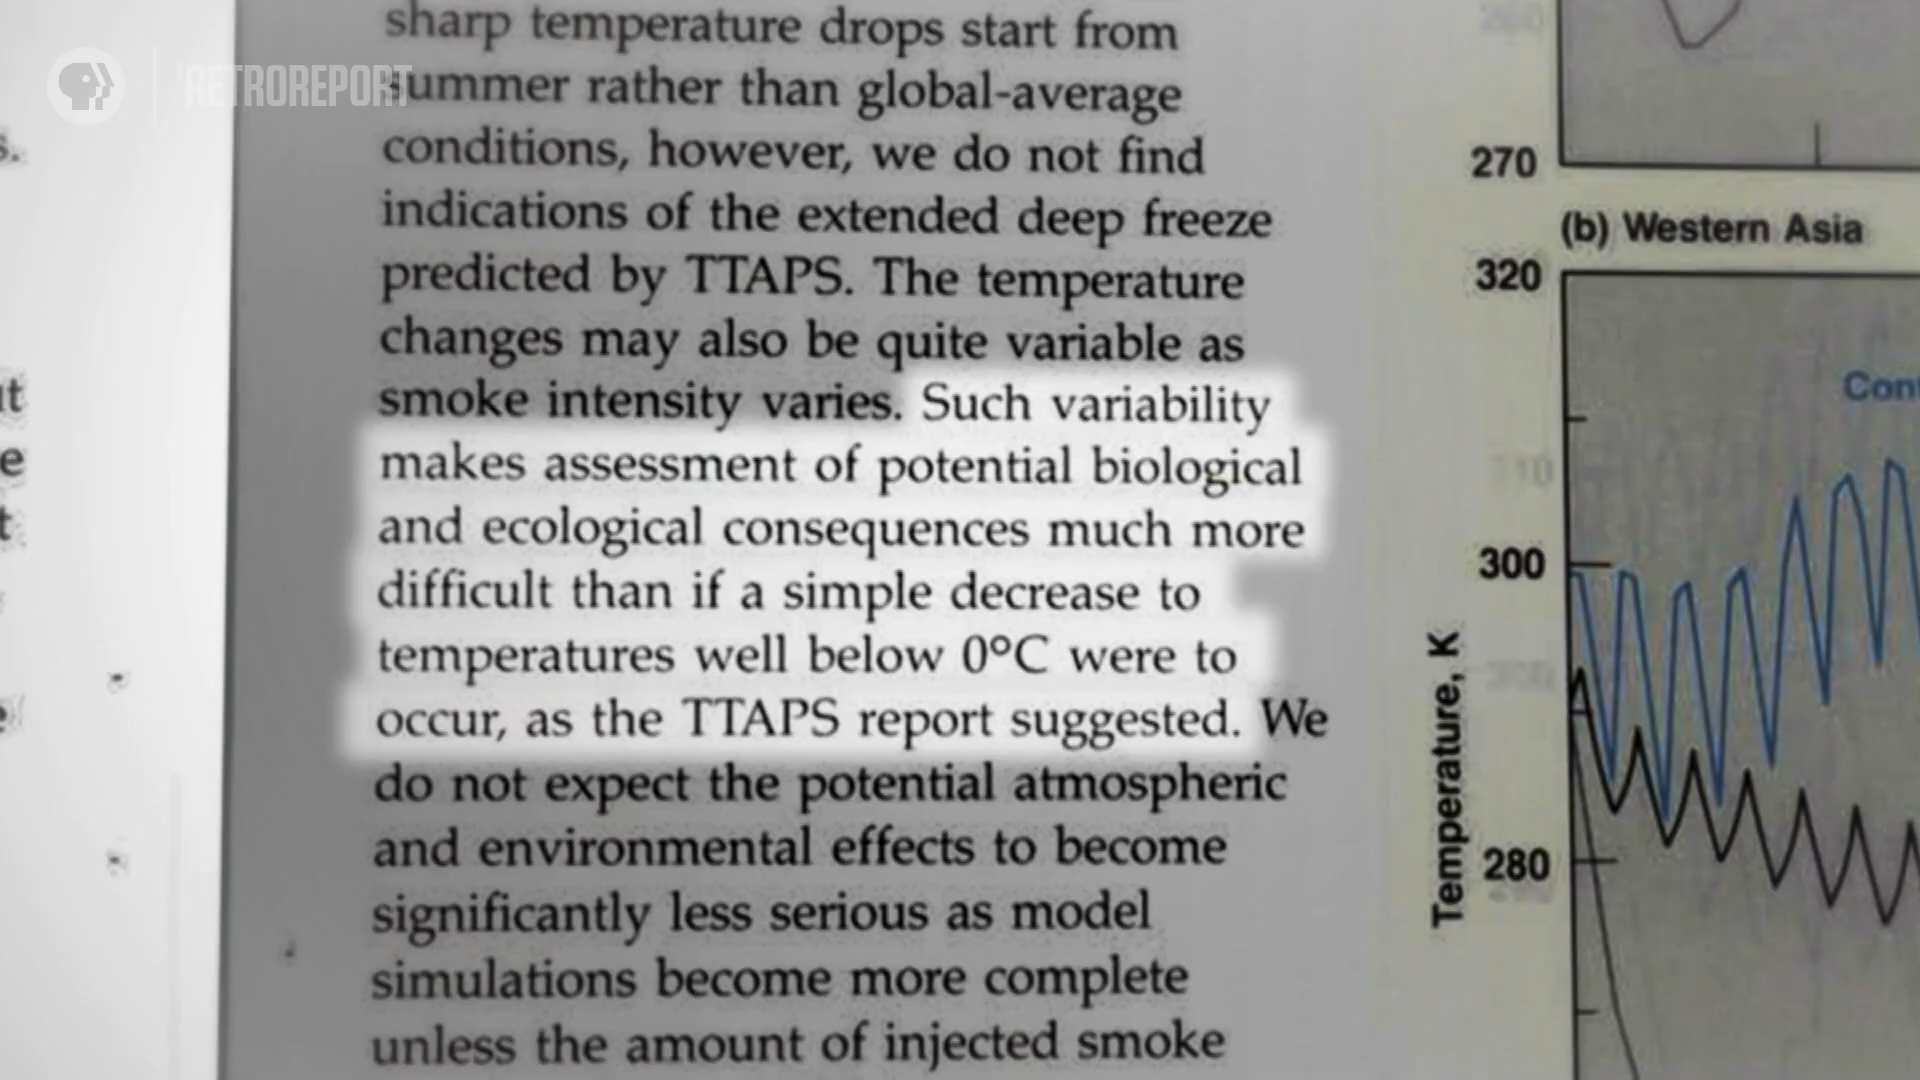 RETROREPORT
sharp temperature drops start from
summer rather than global-average
conditions, however, we do not find
indications of the extended deep freeze
predicted by TTAPS. The temperature
changes may also be quite variable as
smoke intensity varies. Such variability
makes assessment of potential biological
and ecological consequences much more
difficult than if a simple decrease to
temperatures well below 0°C were to
occur, as the TTAPS report suggested. We
do not expect the potential atmospheric
and environmental effects to become
significantly less serious as model
simulations become more complete
unless the amount of injected smoke
270
(b) Western Asia
320
300
280
Temperature, K